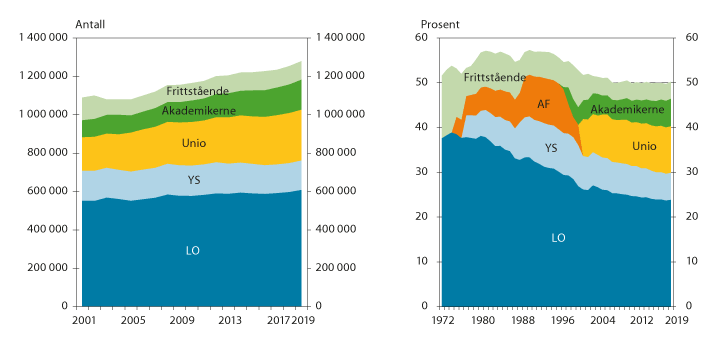 Antall
1 400 000
1 200 000
1 000 000
800 000
600 000
400 000
200 000
0
1 400 000
1 200 000
1 000 000
800 000
600 000
400 000
200 000
0
Frittstående
Akademikerne
Unio
YS
LO
2001 2005 2009 2013 2017 2019
Prosent
60
50
40
30
20
10
0
60
50
40
30
20
10
0
Frittstående
AF
Akademikerne
YS
Unio
LO
1972 1980 1988 1996 2004 2012 2019